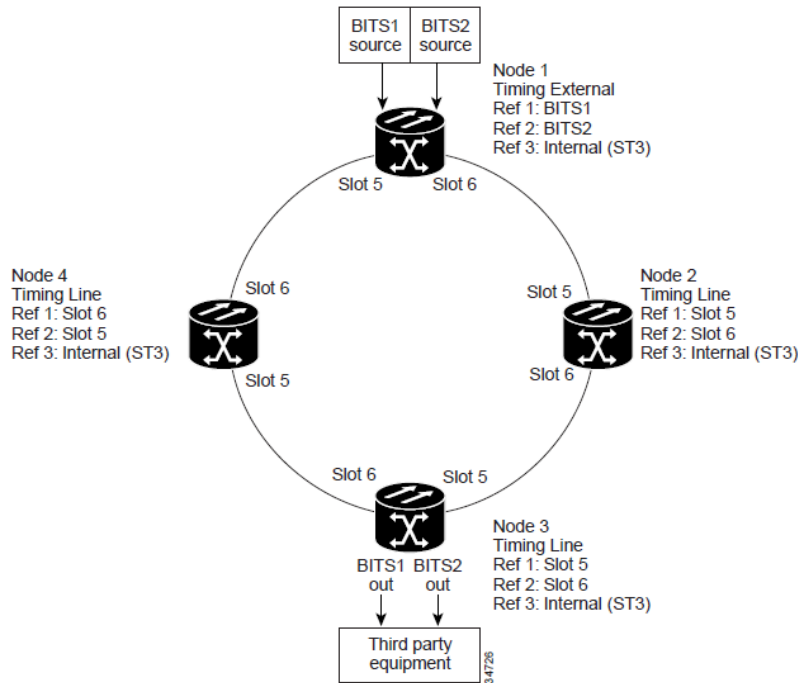 BITS1
source
BITS2
source
Node 1
Timing External
Ref 1: BITS1
Ref 2: BITS2
Ref 3: Internal (ST3)
Slot 5
Slot 6
Node 4
Timing Line
Ref 1: Slot 6
Ref 2: Slot 5
Ref 3: Internal (ST3)
Slot 6
Slot 5
Slot 5
Slot 6
Node 2
Timing Line
Ref 1: Slot 5
Ref 2: Slot 6
Ref 3: Internal (ST3)
Slot 6
Slot 5
Node 3
Timing Line
Ref 1: Slot 5
Ref 2: Slot 6
Ref 3: Internal (ST3)
BITS1
out
BITS2
out
Third party
equipment
34726